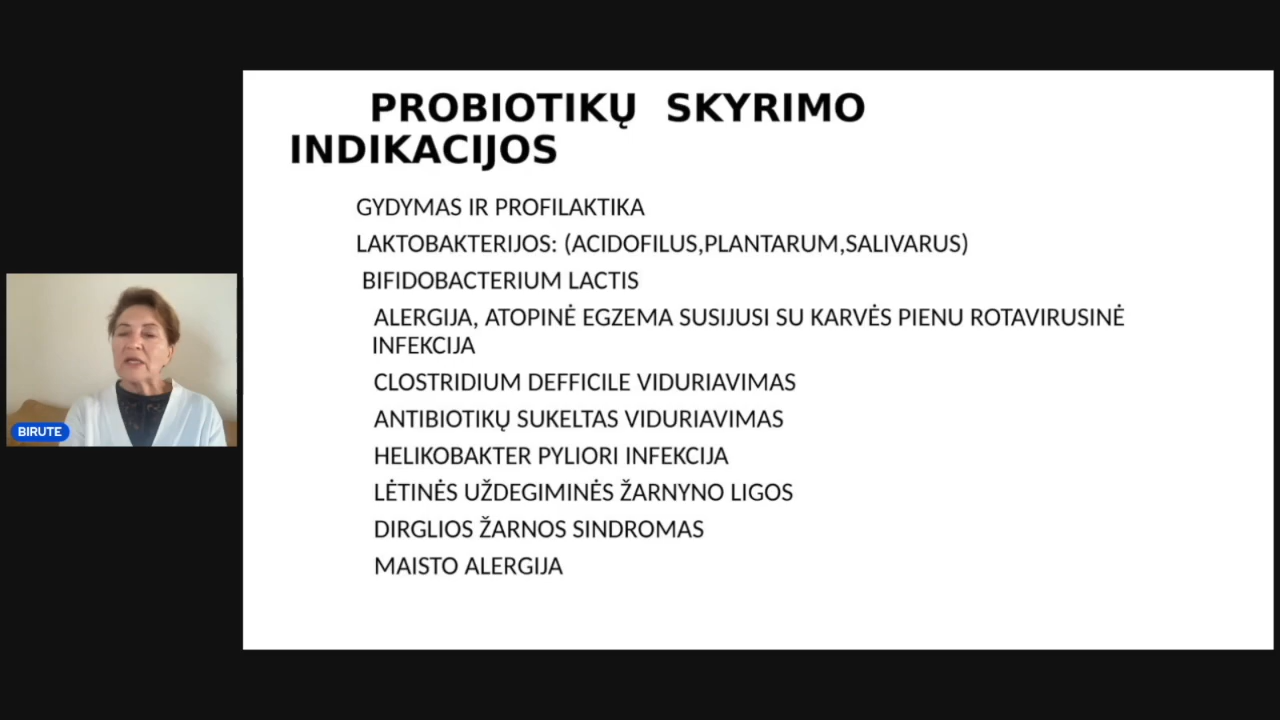 PROBIOTIKŲ SKYRIMO
INDIKACIJOS
GYDYMAS IR PROFILAKTIKA
LAKTOBAKTERIJOS: (ACIDOFILUS,PLANTARUM,SALIVARUS)
BIFIDOBACTERIUM LACTIS
ALERGIJA, ATOPINĖ EGZEMA SUSIJUSI SU KARVĖS PIENU ROTAVIRUSINĖ
INFEKCIJA
CLOSTRIDIUM DEFFICILE VIDURIAVIMAS
ANTIBIOTIKŲ SUKELTAS VIDURIAVIMAS
HELIKOBAKTER PYLIORI INFEKCIJA
LĖTINĖS UŽDEGIMINĖS ŽARNYNO LIGOS
DIRGLIOS ŽARNOS SINDROMAS
MAISTO ALERGIJA
BIRUTE